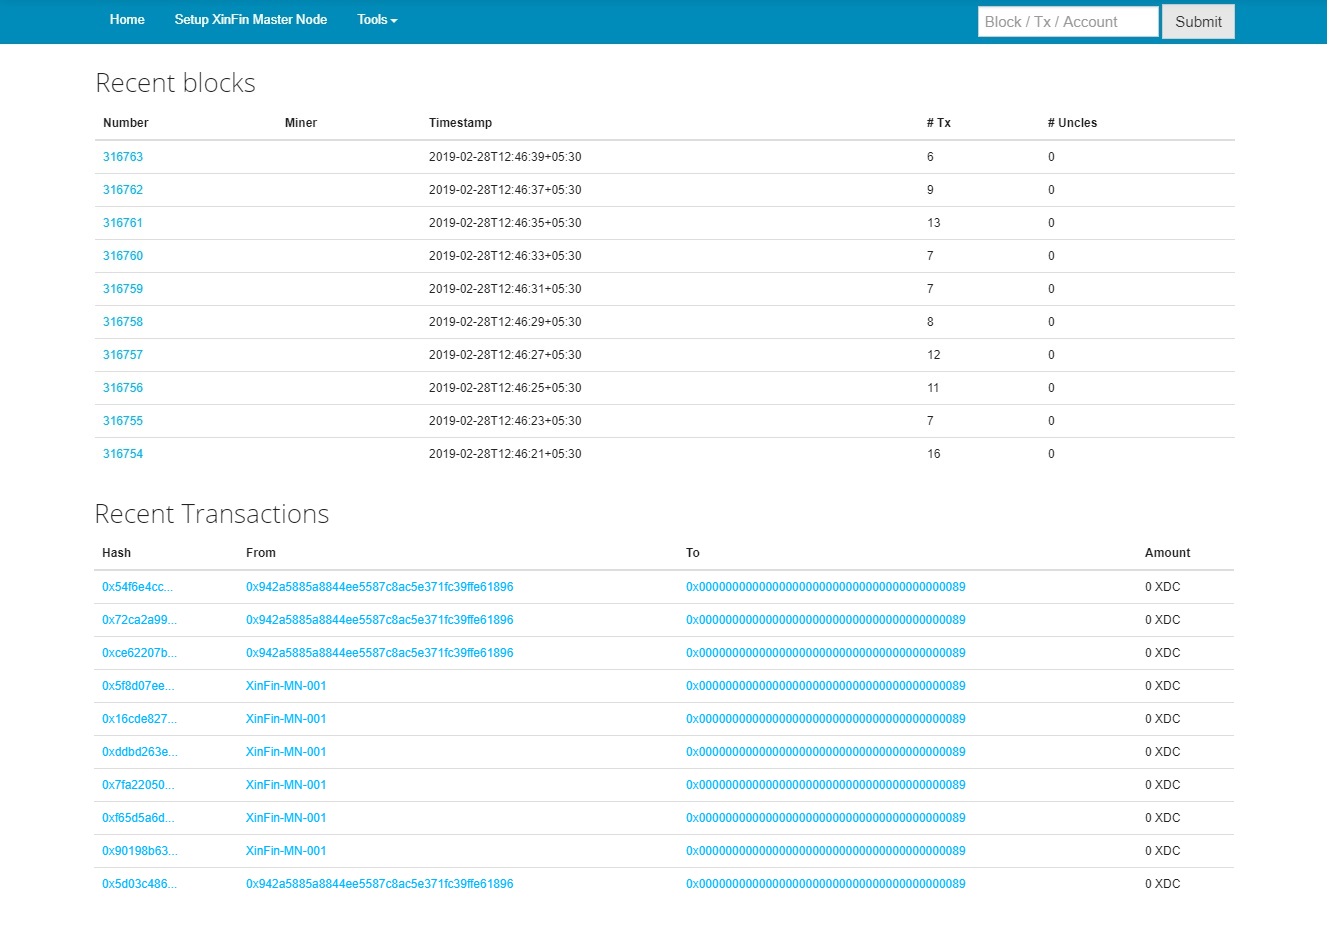 Home Setup XinFin Master Node Tools Block / Tx / Account Submit
Recent blocks
Number Miner Timestamp # Tx # Uncles
316763 2019-02-28T12:46:39+05:30 6 0
316762 2019-02-28T12:46:37+05:30 9 0
316761 2019-02-28T12:46:35+05:30 13 0
316760 2019-02-28T12:46:33+05:30 7 0
316759 2019-02-28T12:46:31+05:30 7 0
316758 2019-02-28T12:46:29+05:30 8 0
316757 2019-02-28T12:46:27+05:30 12 0
316756 2019-02-28T12:46:25+05:30 11 0
316755 2019-02-28T12:46:23+05:30 7 0
316754 2019-02-28T12:46:21+05:30 16 0
Recent Transactions
Hash From To Amount
0x54f6e4cc... 0x942a5885a8844ee5587c8ac5e371fc39ffe61896 0x0000000000000000000000000000000000000089 0 XDC
0x72ca2a99... 0x942a5885a8844ee5587c8ac5e371fc39ffe61896 0x0000000000000000000000000000000000000089 0 XDC
0xce62207b... 0x942a5885a8844ee5587c8ac5e371fc39ffe61896 0x0000000000000000000000000000000000000089 0 XDC
0x5f8d07ee... XinFin-MN-001 0x0000000000000000000000000000000000000089 0 XDC
0x16cde827... XinFin-MN-001 0x0000000000000000000000000000000000000089 0 XDC
0xddbd263e... XinFin-MN-001 0x0000000000000000000000000000000000000089 0 XDC
0x7fa22050... XinFin-MN-001 0x0000000000000000000000000000000000000089 0 XDC
0xf65d5a6d... XinFin-MN-001 0x0000000000000000000000000000000000000089 0 XDC
0x90198b63... XinFin-MN-001 0x0000000000000000000000000000000000000089 0 XDC
0x5d03c486... 0x942a5885a8844ee5587c8ac5e371fc39ffe61896 0x0000000000000000000000000000000000000089 0 XDC